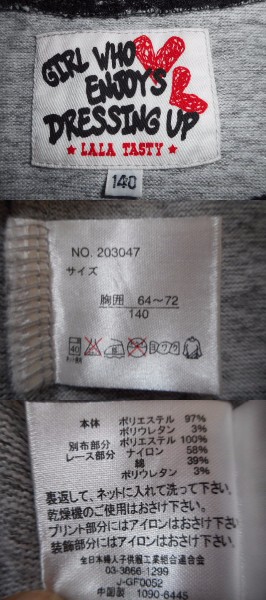 GIRL WHO
ENJOYS
DRESSING UP
★LALA TASTY★
140
NO. 203047
サイズ
胸囲 64～72
140
40
本体 ポリエステル 97%
ポリウレタン 3%
別布部分 ポリエステル 100%
レース部分 ナイロン 58%
綿 39%
ポリウレタン 3%
裏返して、ネットに入れて洗って下さい。
乾燥機のご使用はおさけ下さい。
プリント部分にはアイロンはおさけ下さい
装飾部分にはアイロンはおさけ下さい
全日本婦人子供服工業組合連合会
03-3866-1299
J-GF0052
中国製 1090-6445